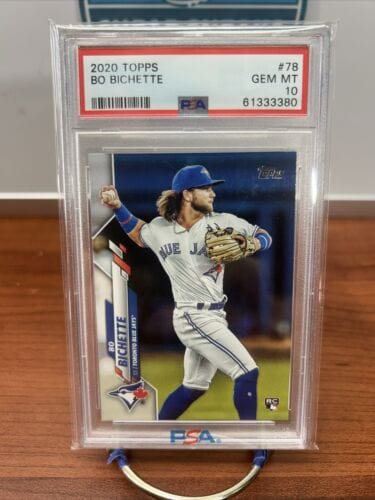 2020 TOPPS #78
BO BICHETTE GEM MT
10
PSA 61333380
Topps
BLUE JAYS
BO
BICHETTE
TORONTO BLUE JAYS
RC
PSA